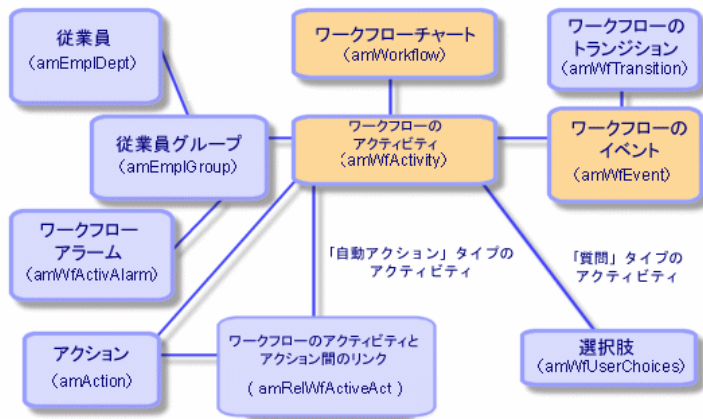 従業員
(amEmplDept)
ワークフローチャート
(amWorkflow)
ワークフローの
トランジション
(amWfTransition)
従業員グループ
(amEmplGroup)
ワークフローの
アクティビティ
(amWfActivity)
ワークフローの
イベント
(amWfEvent)
ワークフロー
アラーム
(amWfActivAlarm)
「自動アクション」タイプの
アクティビティ
「質問」タイプの
アクティビティ
アクション
(amAction)
ワークフローのアクティビティと
アクション間のリンク
( amRelWfActiveAct )
選択肢
(amWfUserChoices)